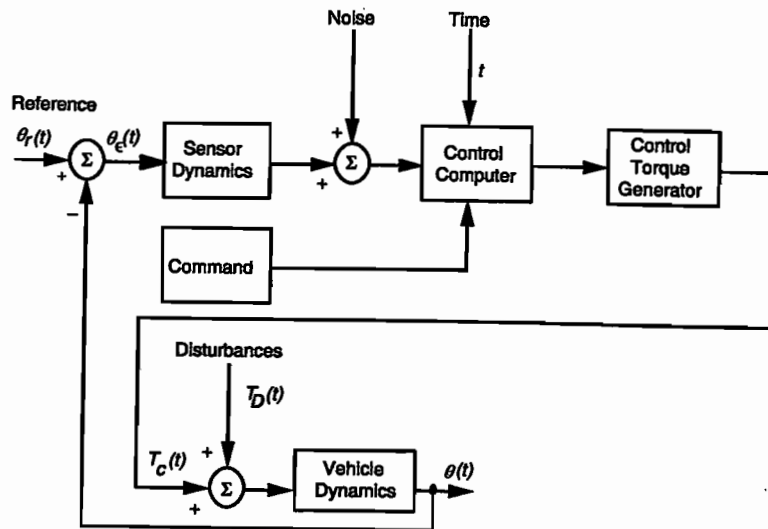 Noise
Time
t
Reference
θr(t)
+
Σ
−
θϵ(t)
Sensor
Dynamics
+
+
Σ
Control
Computer
Control
Torque
Generator
Command
Disturbances
TD(t)
Tc(t)
+
+
Σ
Vehicle
Dynamics
θ(t)